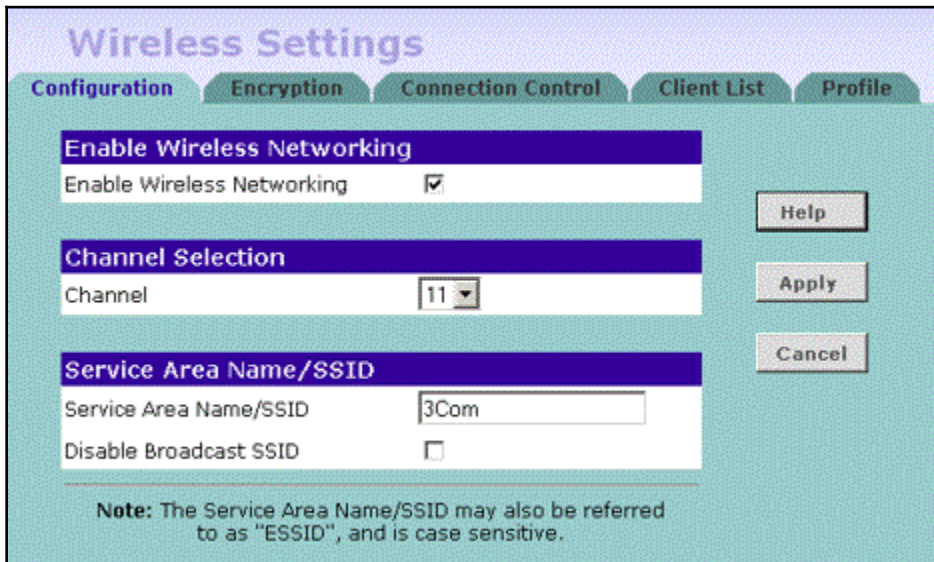 Wireless Settings
Configuration Encryption Connection Control Client List Profile
Enable Wireless Networking
Enable Wireless Networking
Help
Channel Selection
Channel 11
Apply
Service Area Name/SSID
Cancel
Service Area Name/SSID 3Com
Disable Broadcast SSID
Note: The Service Area Name/SSID may also be referred
to as "ESSID", and is case sensitive.